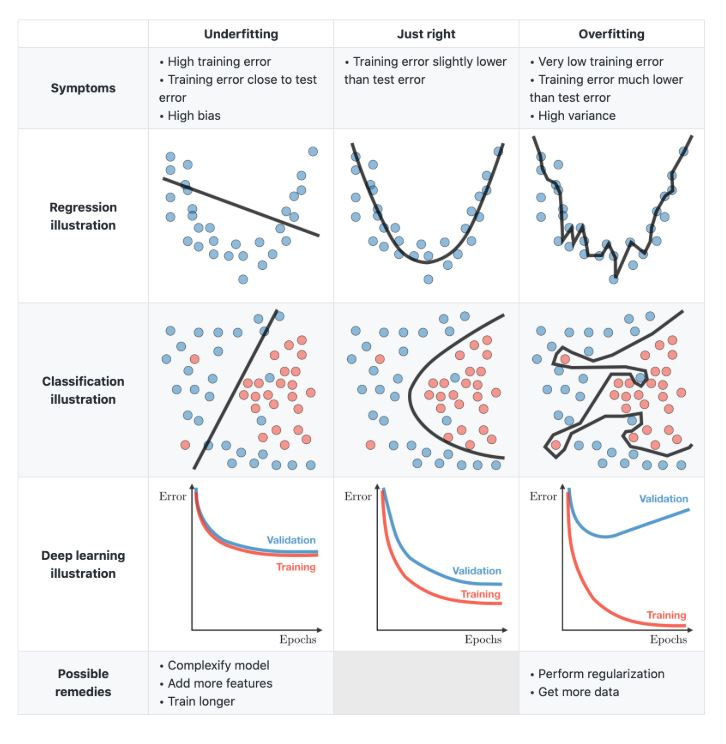 Underfitting
Just right
Overfitting
Symptoms
• High training error
• Training error close to test
error
• High bias
• Training error slightly lower
than test error
• Very low training error
• Training error much lower
than test error
• High variance
Regression
illustration
Classification
illustration
Deep learning
illustration
Error
Validation
Training
Epochs
Error
Validation
Training
Epochs
Error
Validation
Training
Epochs
Possible
remedies
• Complexify model
• Add more features
• Train longer
• Perform regularization
• Get more data